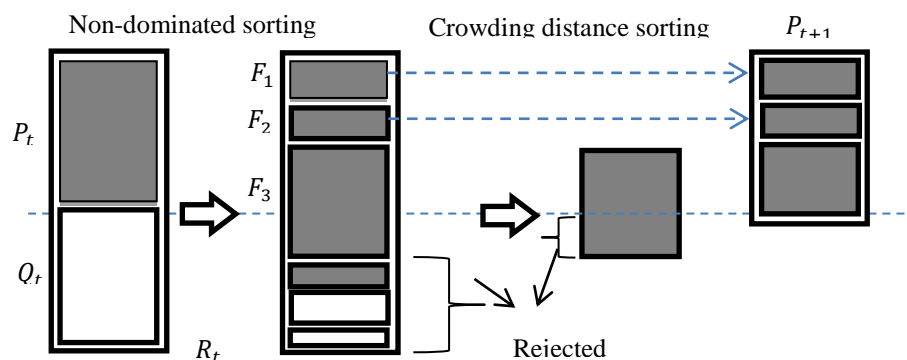 Non-dominated sorting
Crowding distance sorting
P_{t+1}
F_1
F_2
P_t
F_3
Q_t
R_t
Rejected